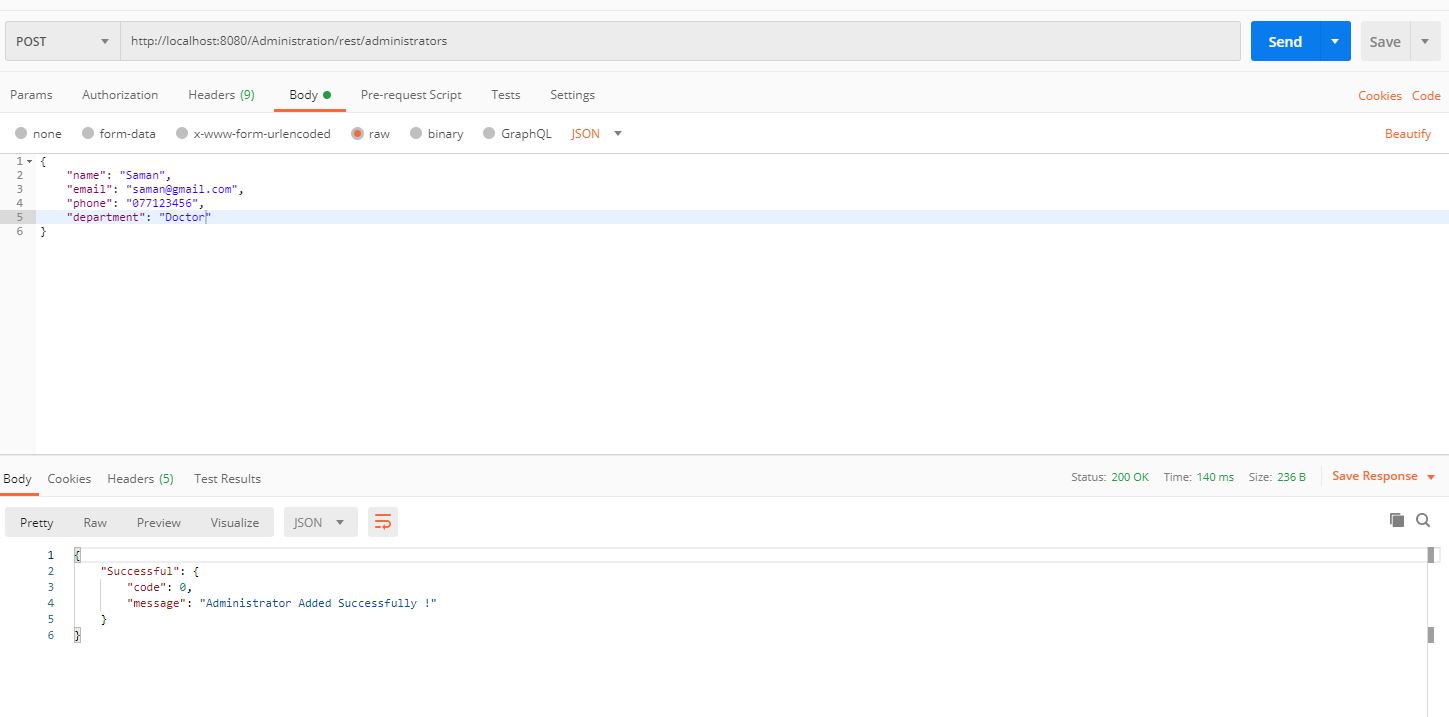 POST http://localhost:8080/Administration/rest/administrators Send Save
Params Authorization Headers (9) Body Pre-request Script Tests Settings Cookies Code
none form-data x-www-form-urlencoded raw binary GraphQL JSON Beautify
1 {
2 "name": "Saman",
3 "email": "saman@gmail.com",
4 "phone": "077123456",
5 "department": "Doctor"
6 }
Body Cookies Headers (5) Test Results Status: 200 OK Time: 140 ms Size: 236 B Save Response
Pretty Raw Preview Visualize JSON
1 {
2 "Successful": {
3 "code": 0,
4 "message": "Administrator Added Successfully !"
5 }
6 }